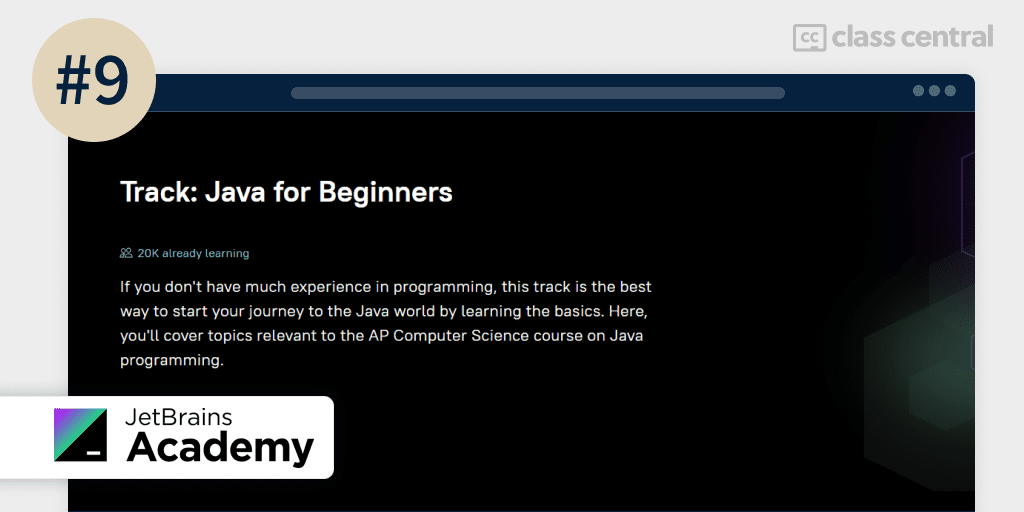 #9
cc class central
Track: Java for Beginners
20K already learning
If you don't have much experience in programming, this track is the best
way to start your journey to the Java world by learning the basics. Here,
you'll cover topics relevant to the AP Computer Science course on Java
programming.
JetBrains
Academy